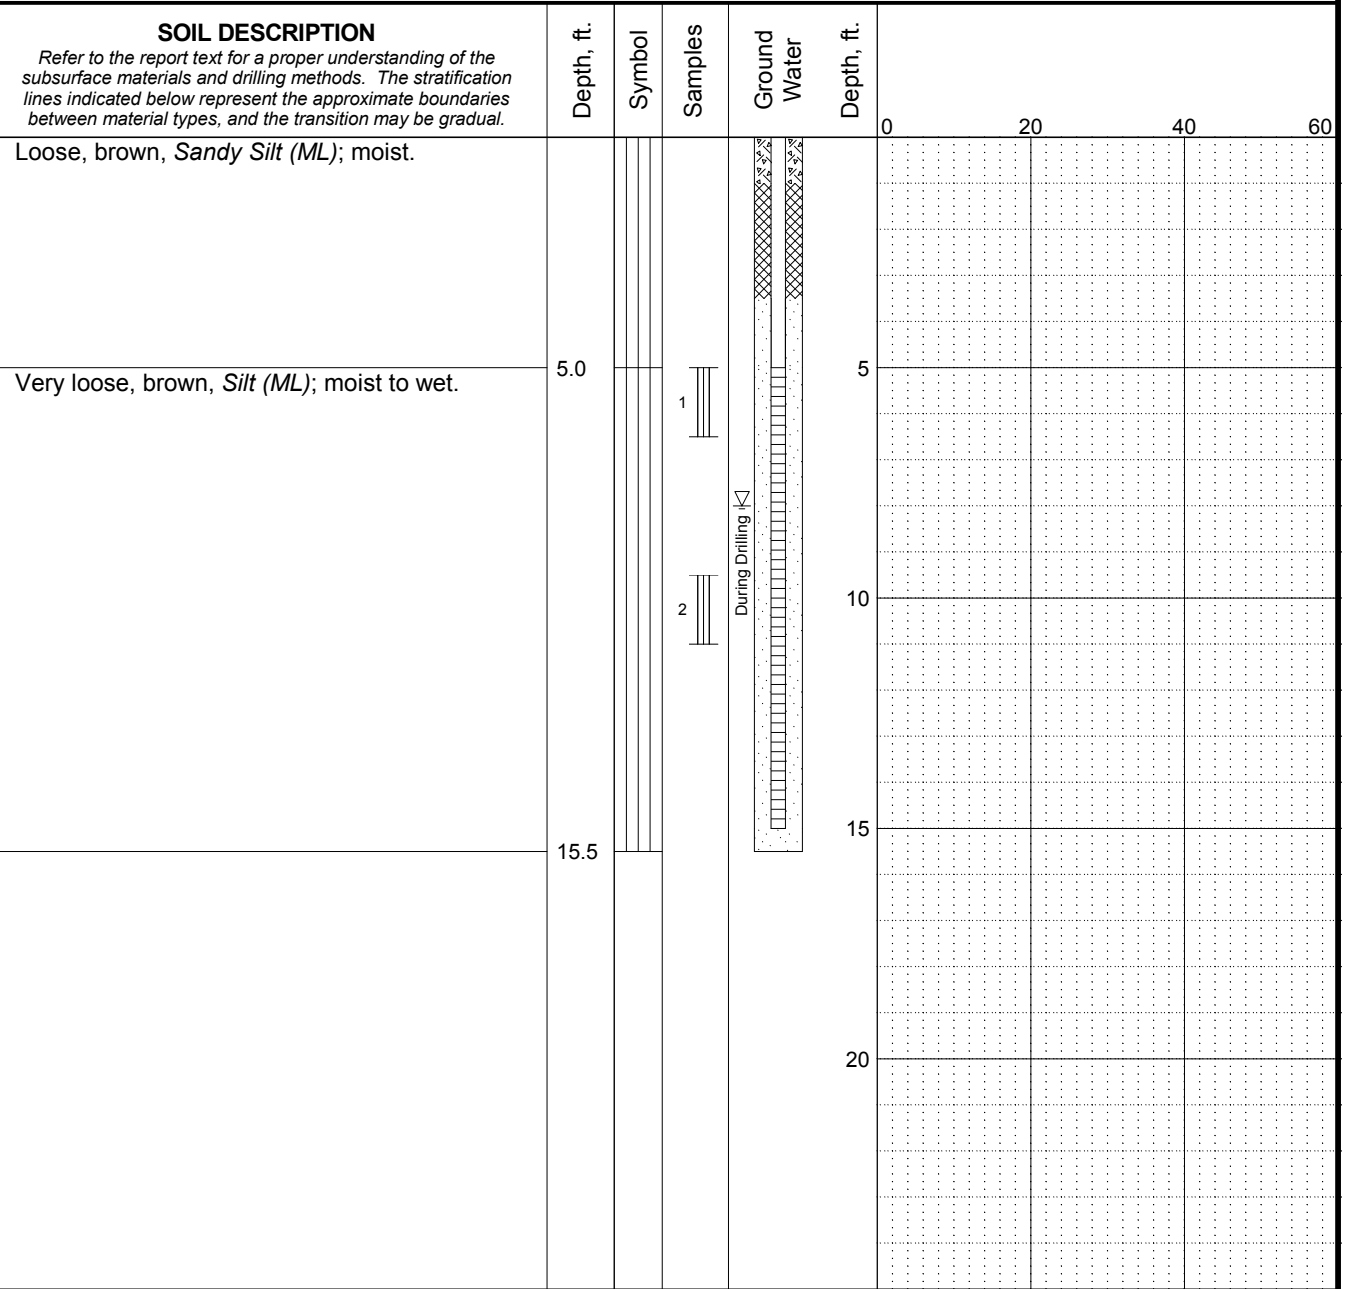 SOIL DESCRIPTION
Refer to the report text for a proper understanding of the
subsurface materials and drilling methods. The stratification
lines indicated below represent the approximate boundaries
between material types, and the transition may be gradual.
Depth, ft.
Symbol
Samples
Ground
Water
Depth, ft.
0 20 40 60
Loose, brown, Sandy Silt (ML); moist.
5.0
5
Very loose, brown, Silt (ML); moist to wet.
1
During Drilling
2
10
15
15.5
20